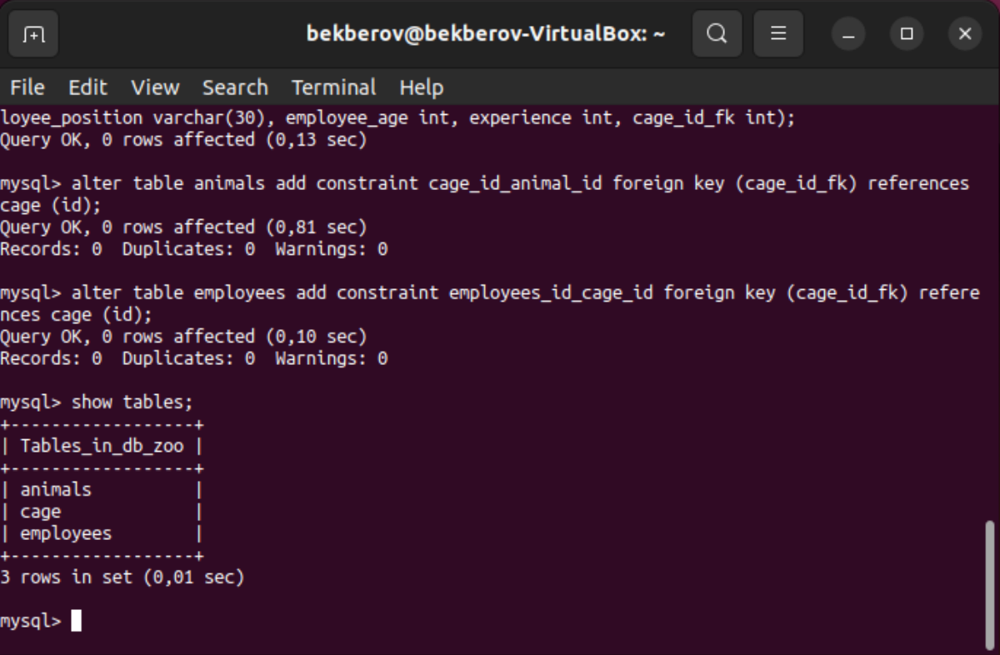 bekberov@bekberov-VirtualBox: ~
File Edit View Search Terminal Help
loyee_position varchar(30), employee_age int, experience int, cage_id_fk int);
Query OK, 0 rows affected (0,13 sec)
mysql> alter table animals add constraint cage_id_animal_id foreign key (cage_id_fk) references
cage (id);
Query OK, 0 rows affected (0,81 sec)
Records: 0  Duplicates: 0  Warnings: 0
mysql> alter table employees add constraint employees_id_cage_id foreign key (cage_id_fk) refere
nces cage (id);
Query OK, 0 rows affected (0,10 sec)
Records: 0  Duplicates: 0  Warnings: 0
mysql> show tables;
+------------------+
| Tables_in_db_zoo |
+------------------+
| animals          |
| cage             |
| employees        |
+------------------+
3 rows in set (0,01 sec)
mysql>